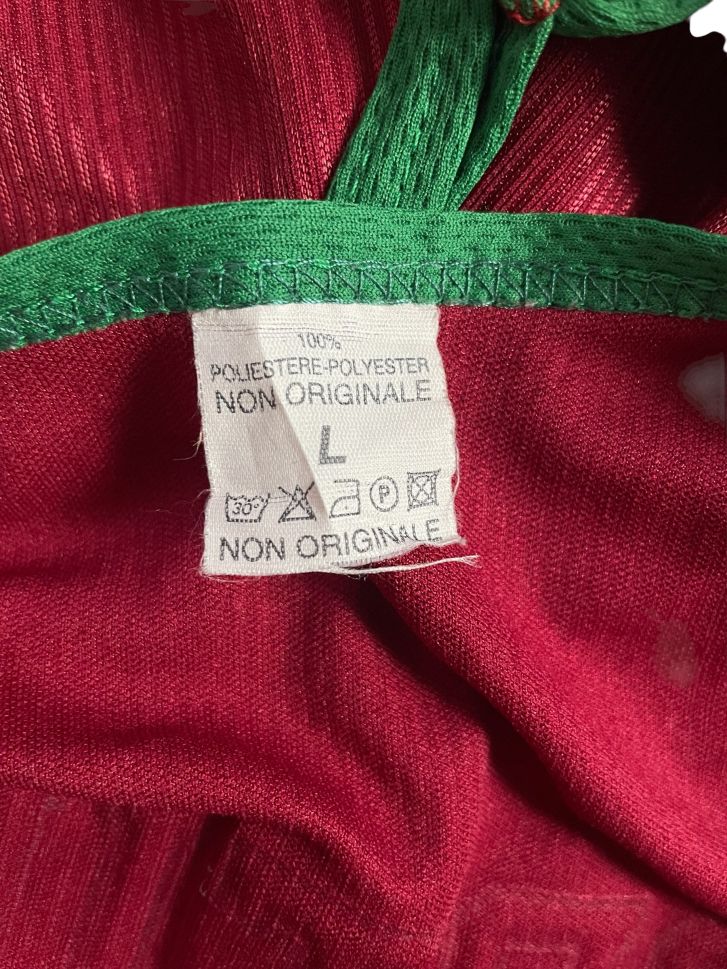 100%
POLIESTERE-POLYESTER
NON ORIGINALE
L
30° P
NON ORIGINALE